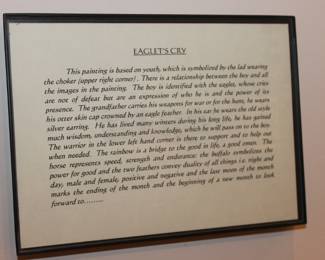 EAGLET'S CRY
This painting is based on youth, which is symbolized by the lad wearing
the choker (upper right corner). There is a relationship between the boy and all
the images in the painting. The boy is identified with the eaglets, whose cries
are not of defeat but are an expression of who he is and the power of its
presence. The grandfather carries his weapons for war or for the hunt, he wears
his otter skin cap crowned by an eagle feather. In his ear he wears the old style
silver earring. He has lived many winters during his long life, he has gained
much wisdom, understanding and knowledge, which he will pass on to the boy.
The warrior in the lower left hand corner is there to support and to help out
when needed. The rainbow is a bridge to the good in life, a good omen. The
horse represents speed, strength and endurance: the buffalo symbolizes the
power for good and the two feathers convey duality of all things i.e. night and
day, male and female, positive and negative and the last moon of the month
marks the ending of the month and the beginning of a new month to look
forward to.........